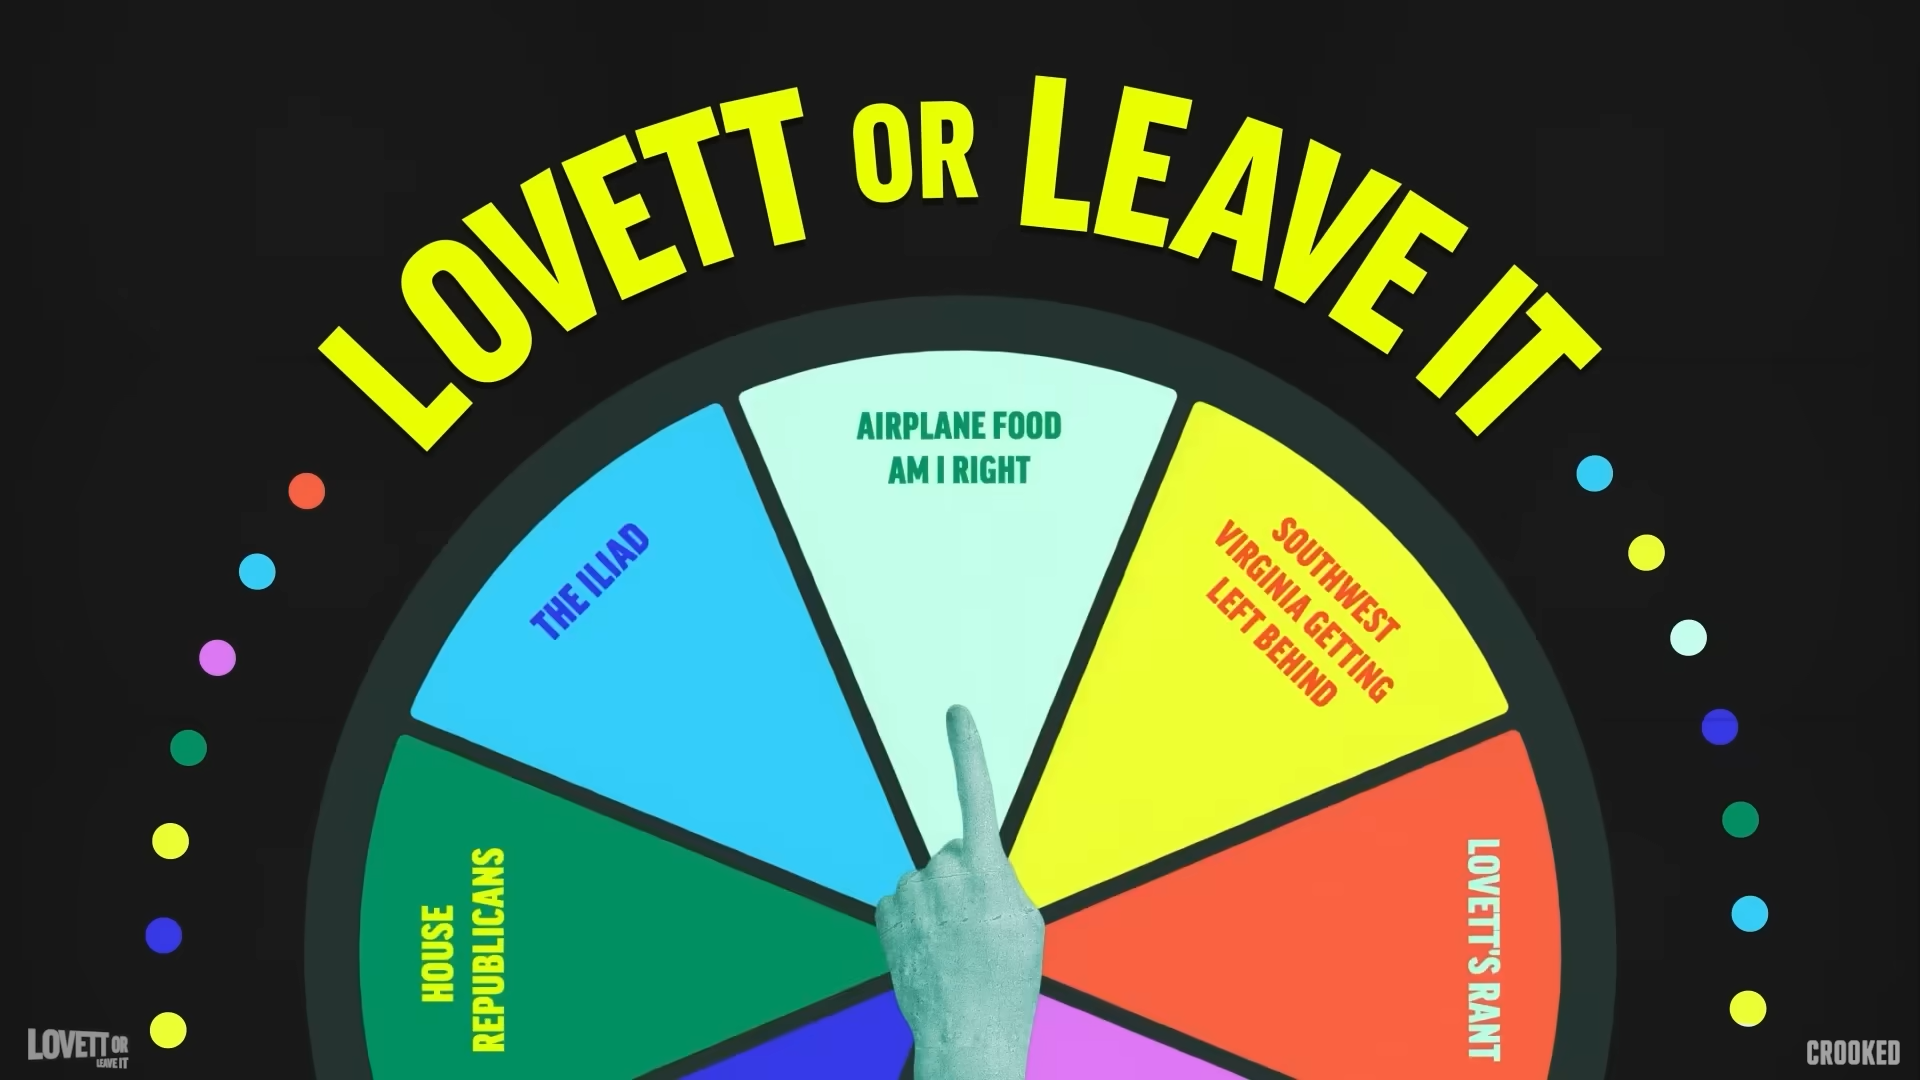 LOVETT OR LEAVE IT
AIRPLANE FOOD
AM I RIGHT
THE ILIAD
SOUTHWEST
VIRGINIA GETTING
LEFT BEHIND
HOUSE
REPUBLICANS
LOVETT'S RANT
LOVETT OR
LEAVE IT
CROOKED